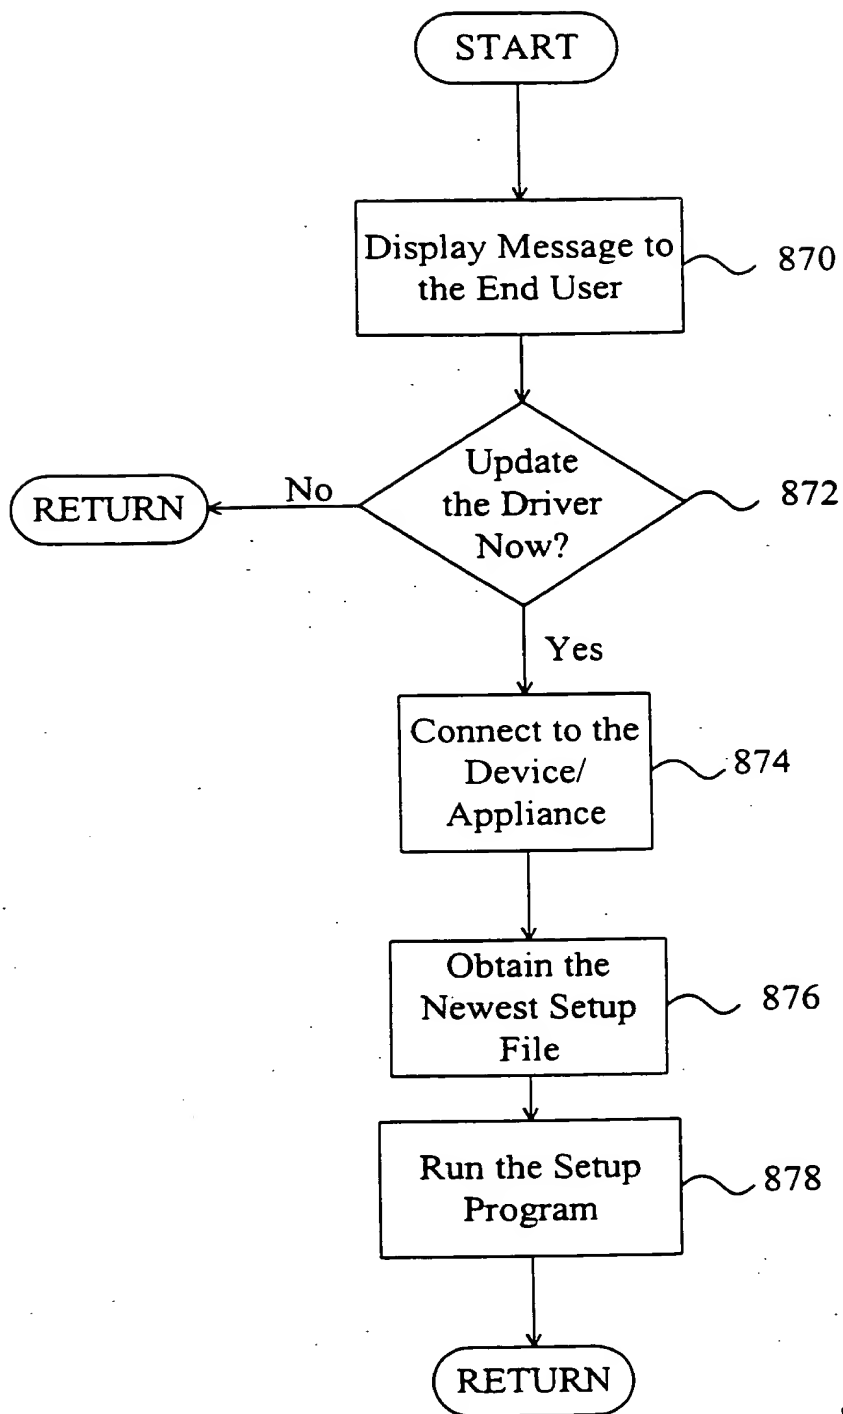 START
Display Message to
the End User
870
Update
the Driver
Now?
872
No
RETURN
Yes
Connect to the
Device/
Appliance
874
Obtain the
Newest Setup
File
876
Run the Setup
Program
878
RETURN